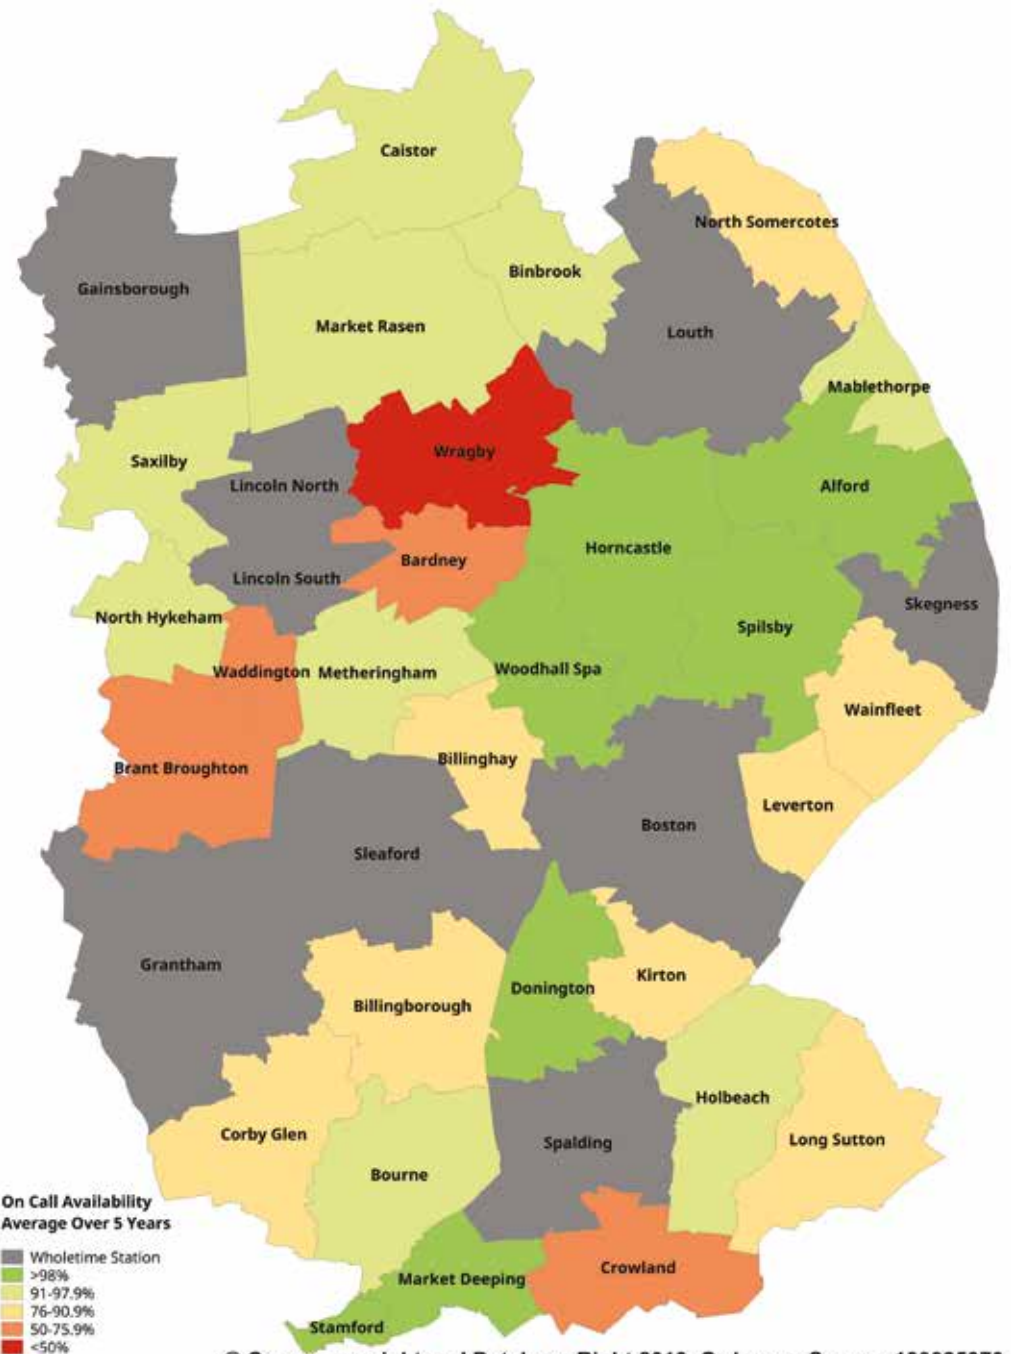 Caistor
North Somercotes
Binbrook
Gainsborough
Market Rasen
Louth
Mablethorpe
Wragby
Saxilby
Lincoln North
Alford
Horncastle
Bardney
Lincoln South
Skegness
North Hykeham
Spilsby
Woodhall Spa
Waddington
Metheringham
Wainfleet
Billinghay
Brant Broughton
Leverton
Boston
Sleaford
Grantham
Kirton
Donington
Billingborough
Holbeach
Corby Glen
Long Sutton
Spalding
Bourne
Crowland
Market Deeping
Stamford
On Call Availability
Average Over 5 Years
Wholetime Station
>98%
91-97.9%
76-90.9%
50-75.9%
<50%